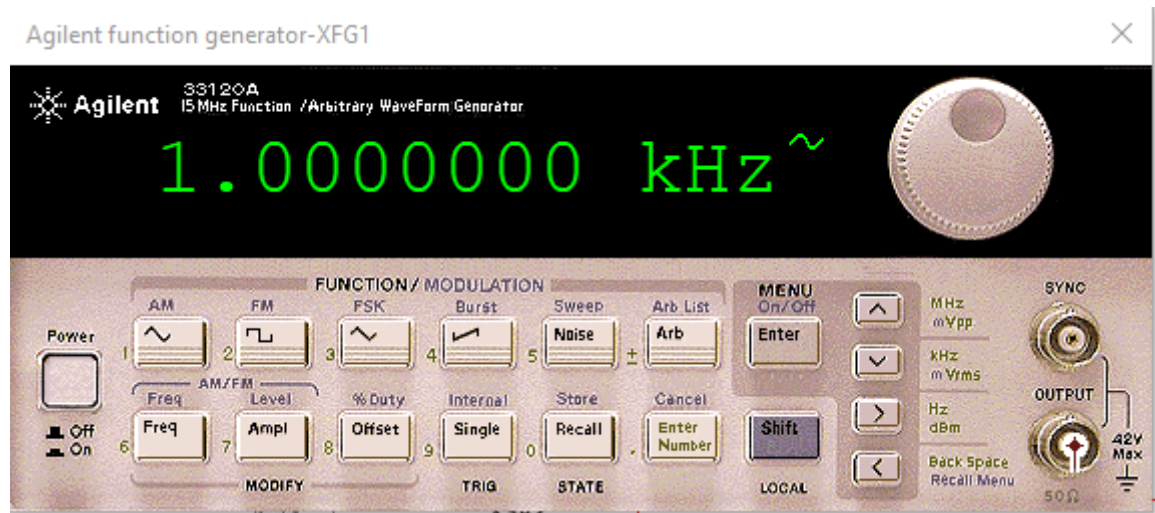 Agilent function generator-XFG1
33120A
Agilent 15 MHz Function / Arbitrary WaveForm Genorator
1.0000000 kHz
FUNCTION / MODULATION
AM FM FSK Burst Sweep Arb List
MENU
On/Off
SYNC
Power
1 2 3 4 5 Noise ± Arb Enter
MHz
mVpp
kHz
mVrms
AM/FM
Freq Level % Duty Internal Store Cancel
6 Freq 7 Ampl 8 Offset 9 Single 0 Recall . Enter Number
Shift
Hz
dBm
OUTPUT
Off
On
Back Space
Recall Menu
42V
Max
MODIFY TRIG STATE LOCAL
50Ω